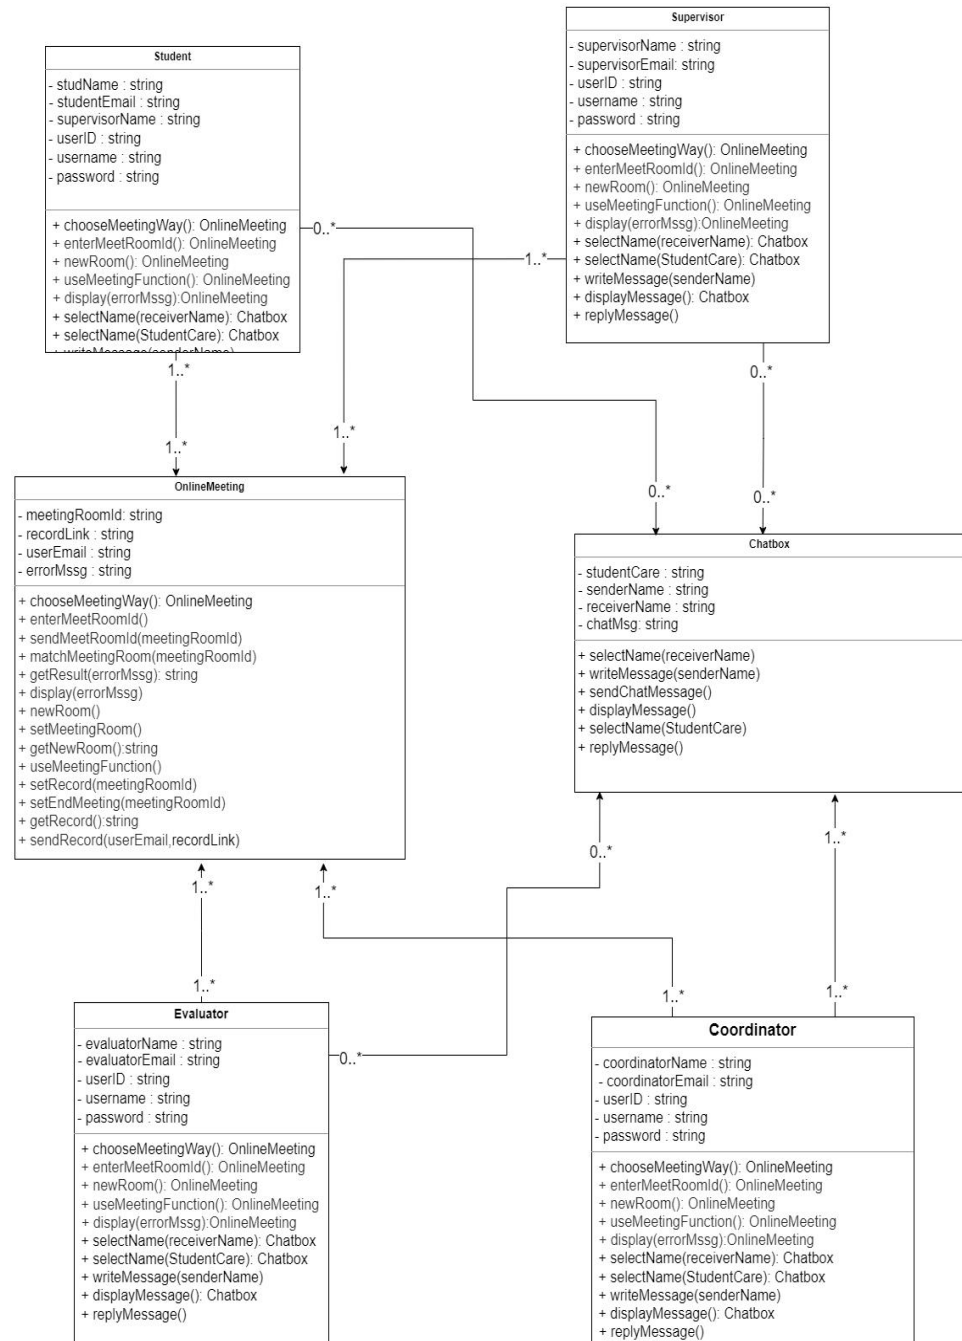 Student
- studName : string
- studentEmail : string
- supervisorName : string
- userID : string
- username : string
- password : string
+ chooseMeetingWay(): OnlineMeeting
+ enterMeetRoomId(): OnlineMeeting
+ newRoom(): OnlineMeeting
+ useMeetingFunction(): OnlineMeeting
+ display(errorMssg):OnlineMeeting
+ selectName(receiverName): Chatbox
+ selectName(StudentCare): Chatbox
+ writeMessage(senderName)
Supervisor
- supervisorName : string
- supervisorEmail: string
- userID : string
- username : string
- password : string
+ chooseMeetingWay(): OnlineMeeting
+ enterMeetRoomId(): OnlineMeeting
+ newRoom(): OnlineMeeting
+ useMeetingFunction(): OnlineMeeting
+ display(errorMssg):OnlineMeeting
+ selectName(receiverName): Chatbox
+ selectName(StudentCare): Chatbox
+ writeMessage(senderName)
+ displayMessage(): Chatbox
+ replyMessage()
0..*
1..*
1..*
0..*
1..*
1..*
0..*
0..*
OnlineMeeting
- meetingRoomId: string
- recordLink : string
- userEmail : string
- errorMssg : string
+ chooseMeetingWay(): OnlineMeeting
+ enterMeetRoomId()
+ sendMeetRoomId(meetingRoomId)
+ matchMeetingRoom(meetingRoomId)
+ getResult(errorMssg): string
+ display(errorMssg)
+ newRoom()
+ setMeetingRoom()
+ getNewRoom():string
+ useMeetingFunction()
+ setRecord(meetingRoomId)
+ setEndMeeting(meetingRoomId)
+ getRecord():string
+ sendRecord(userEmail,recordLink)
Chatbox
- studentCare : string
- senderName : string
- receiverName : string
- chatMsg: string
+ selectName(receiverName)
+ writeMessage(senderName)
+ sendChatMessage()
+ displayMessage()
+ selectName(StudentCare)
+ replyMessage()
1..*
1..*
0..*
1..*
1..*
1..*
1..*
0..*
Evaluator
- evaluatorName : string
- evaluatorEmail : string
- userID : string
- username : string
- password : string
+ chooseMeetingWay(): OnlineMeeting
+ enterMeetRoomId(): OnlineMeeting
+ newRoom(): OnlineMeeting
+ useMeetingFunction(): OnlineMeeting
+ display(errorMssg):OnlineMeeting
+ selectName(receiverName): Chatbox
+ selectName(StudentCare): Chatbox
+ writeMessage(senderName)
+ displayMessage(): Chatbox
+ replyMessage()
Coordinator
- coordinatorName : string
- coordinatorEmail : string
- userID : string
- username : string
- password : string
+ chooseMeetingWay(): OnlineMeeting
+ enterMeetRoomId(): OnlineMeeting
+ newRoom(): OnlineMeeting
+ useMeetingFunction(): OnlineMeeting
+ display(errorMssg):OnlineMeeting
+ selectName(receiverName): Chatbox
+ selectName(StudentCare): Chatbox
+ writeMessage(senderName)
+ displayMessage(): Chatbox
+ replyMessage()